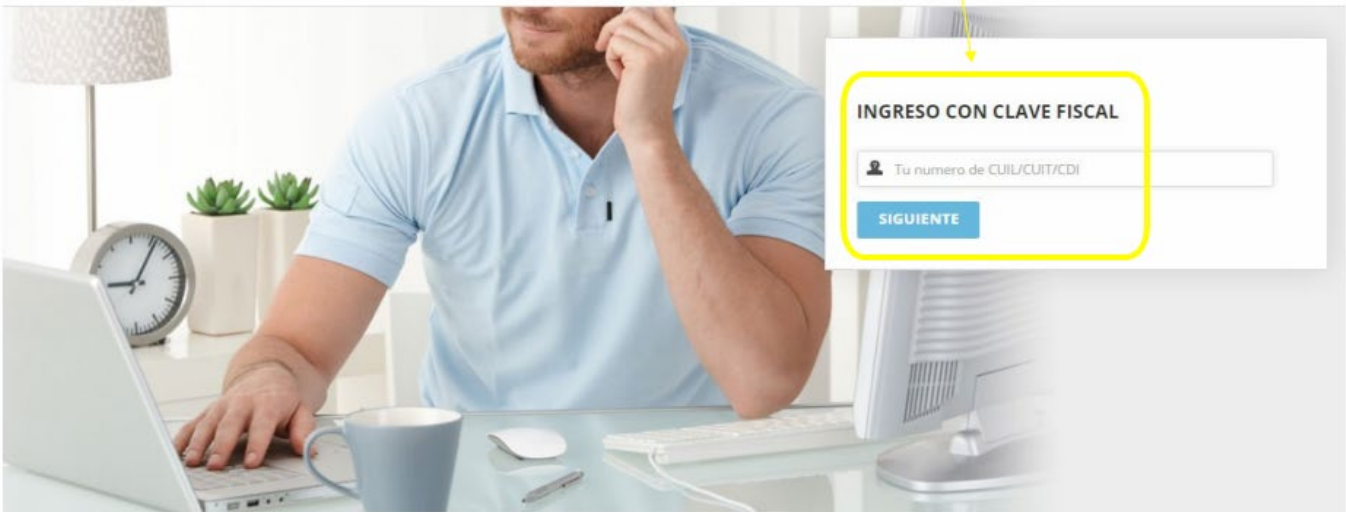 INGRESO CON CLAVE FISCAL
Tu numero de CUIL/CUIT/CDI
SIGUIENTE